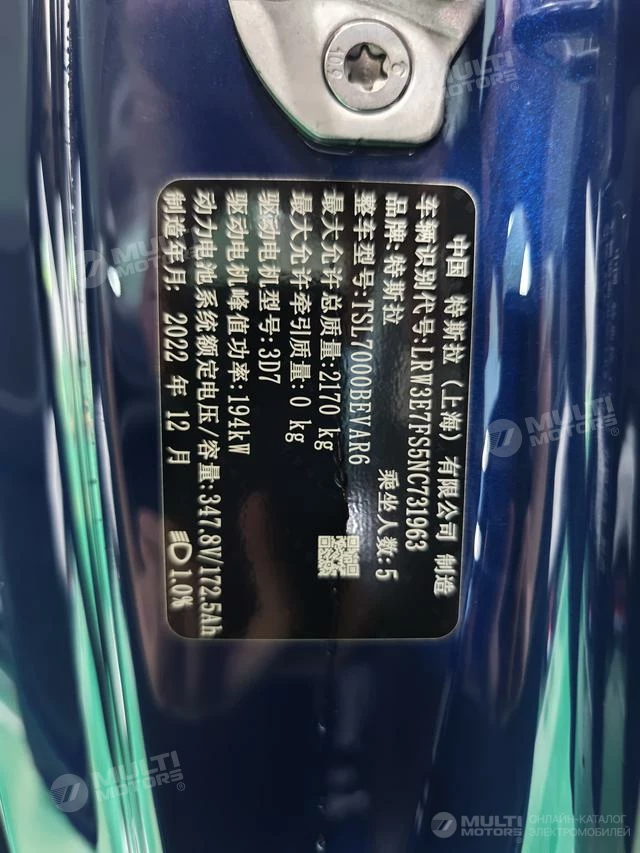 中国 特斯拉（上海）有限公司 制造
车辆识别代号:LRW3E7FS5NC731963
品牌:特斯拉 乘坐人数:5
整车型号:TSL7000BEVAR6
最大允许总质量:2170 kg
最大允许牵引质量: 0 kg
驱动电机型号:3D7
驱动电机峰值功率:194kW
动力电池系统额定电压/容量:347.8V/172.5Ah
制造年月: 2022 年 12 月 1.0%
10.9
MULTI
MOTORS®
MULTI
MOTORS®
MULTI
MOTORS®
MULTI
MOTORS®
MULTI
MOTORS®
MULTI
MOTORS®
ОНЛАЙН-КАТАЛОГ
ЭЛЕКТРОМОБИЛЕЙ